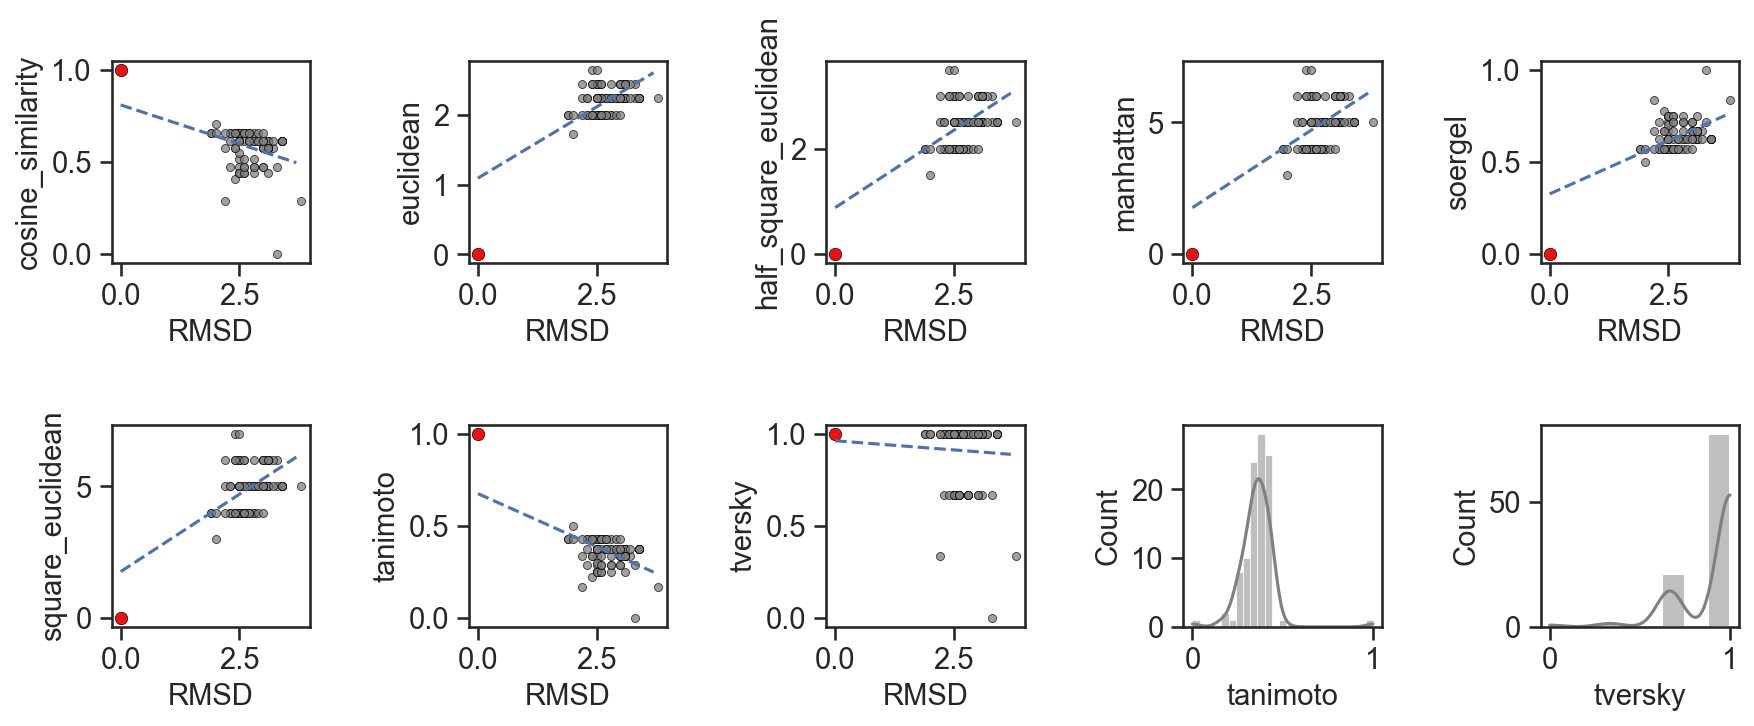 cosine_similarity
1.0
0.5
0.0
0.0 2.5
RMSD
euclidean
2
1
0
0.0 2.5
RMSD
half_square_euclidean
2
0
0.0 2.5
RMSD
manhattan
5
0
0.0 2.5
RMSD
soergel
1.0
0.5
0.0
0.0 2.5
RMSD
square_euclidean
5
0
0.0 2.5
RMSD
tanimoto
1.0
0.5
0.0
0.0 2.5
RMSD
tversky
1.0
0.5
0.0
0.0 2.5
RMSD
Count
20
10
0
0 1
tanimoto
Count
50
0
0 1
tversky